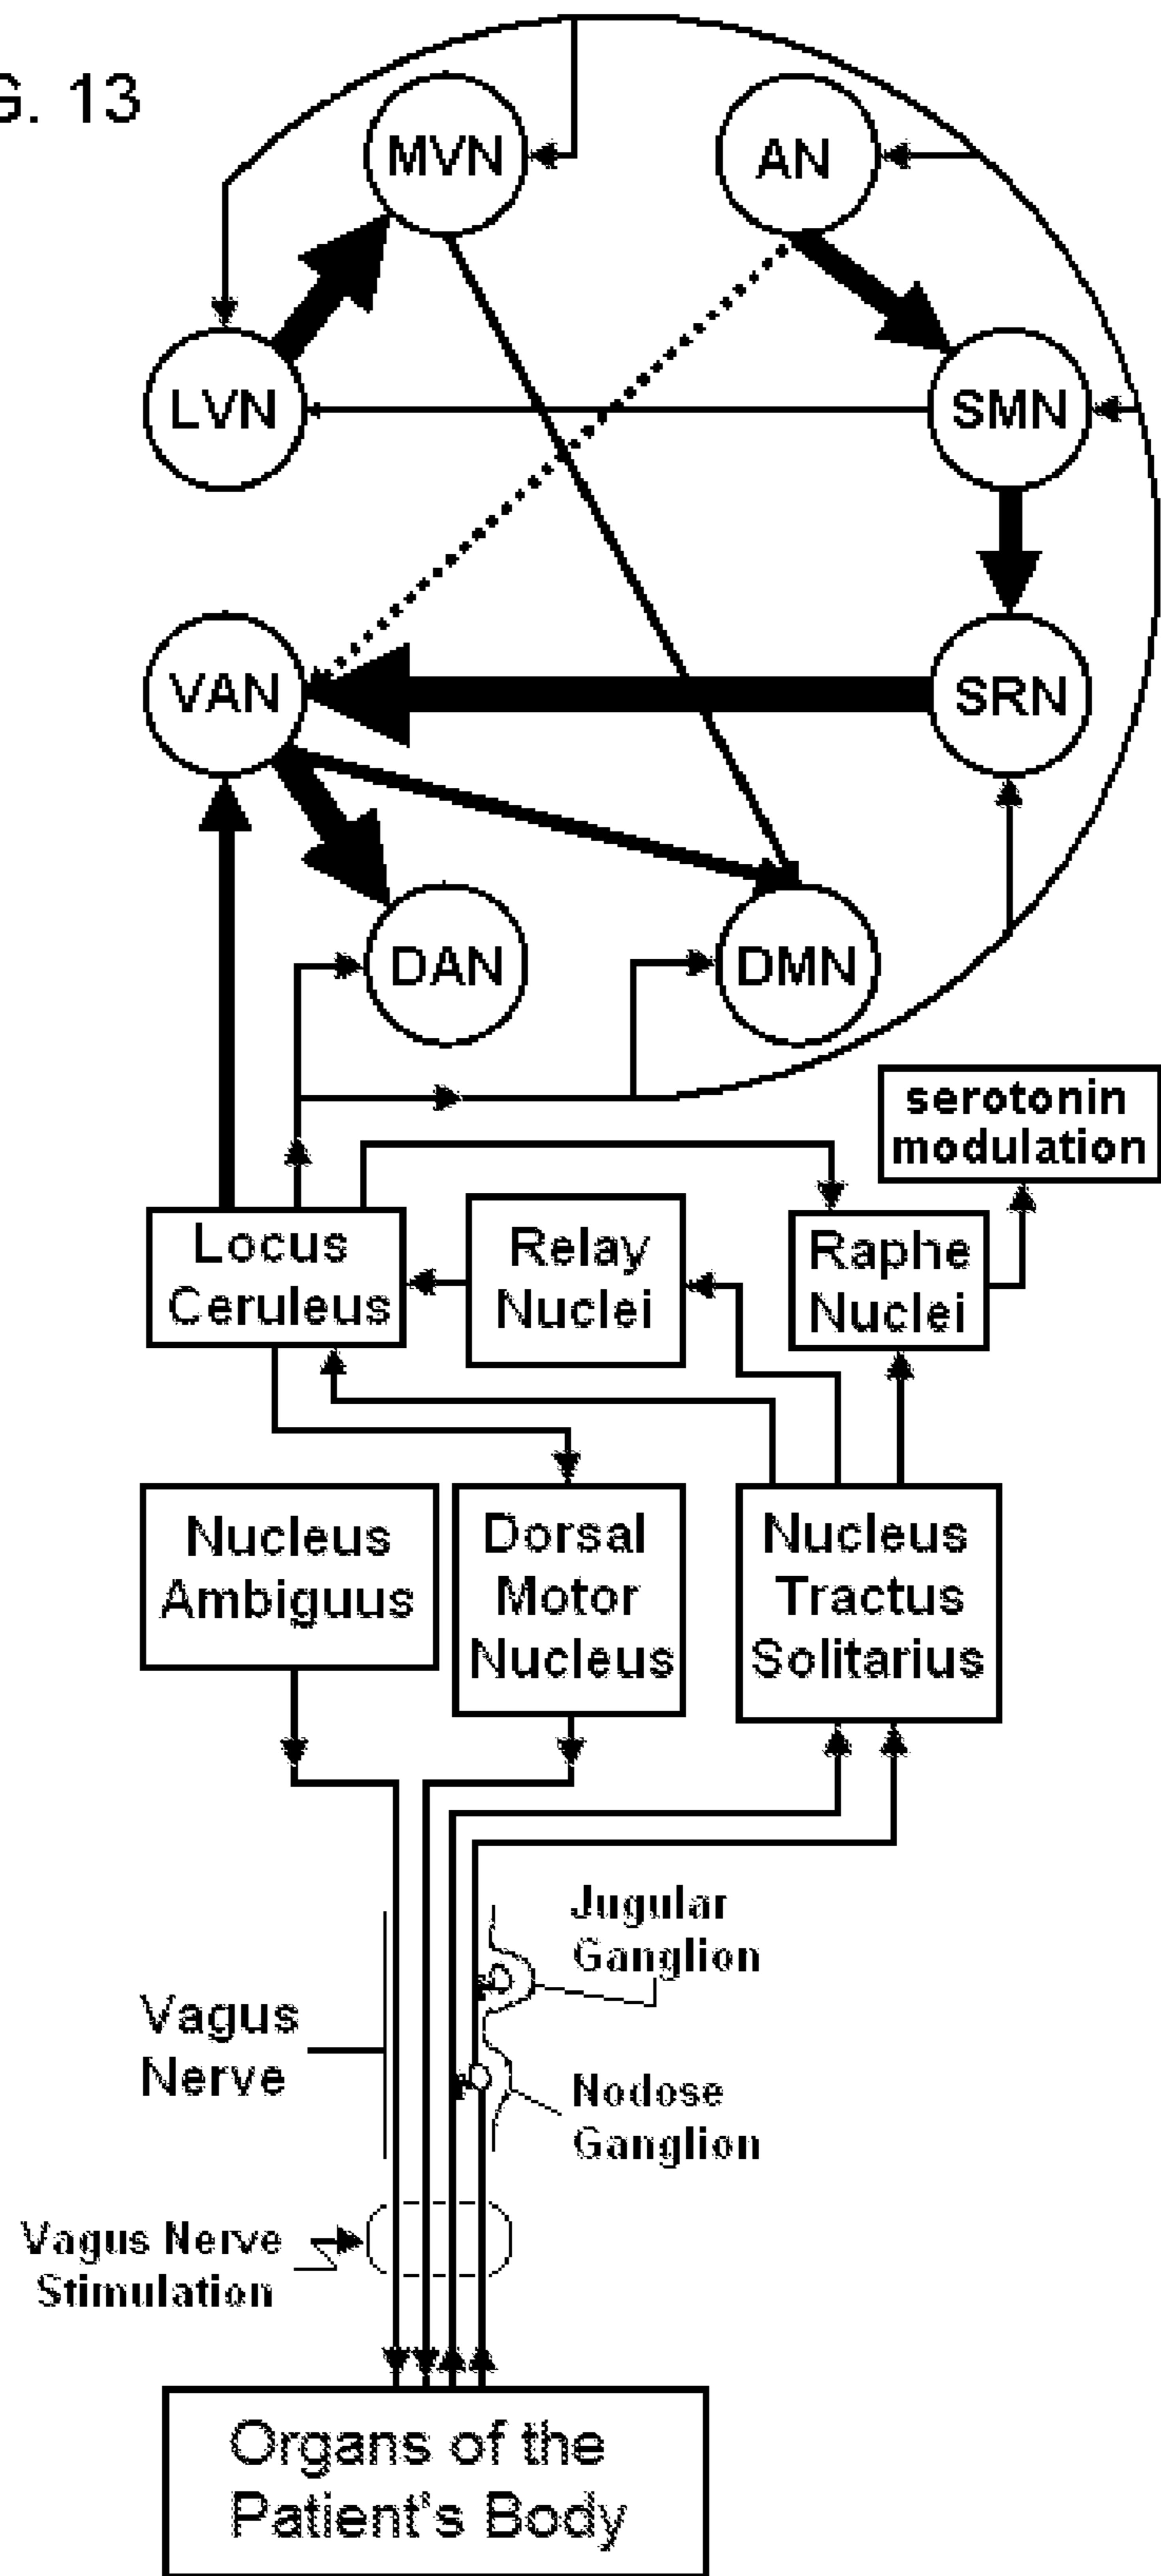 G. 13
MVN
AN
LVN
SMN
VAN
SRN
DAN
DMN
serotonin
modulation
Locus
Ceruleus
Relay
Nuclei
Raphe
Nuclei
Nucleus
Ambiguus
Dorsal
Motor
Nucleus
Nucleus
Tractus
Solitarius
Jugular
Ganglion
Vagus
Nerve
Nodose
Ganglion
Vagus Nerve
Stimulation
Organs of the
Patient's Body